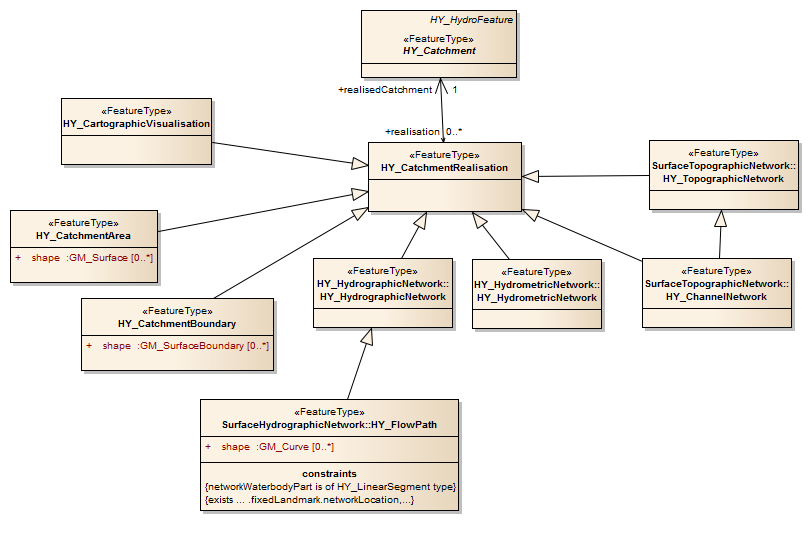 HY_HydroFeature
«FeatureType»
HY_Catchment
+realisedCatchment 1
+realisation 0..*
«FeatureType»
HY_CartographicVisualisation
«FeatureType»
HY_CatchmentRealisation
«FeatureType»
SurfaceTopographicNetwork::
HY_TopographicNetwork
«FeatureType»
HY_CatchmentArea
+ shape :GM_Surface [0..*]
«FeatureType»
HY_HydrographicNetwork::
HY_HydrographicNetwork
«FeatureType»
HY_HydrometricNetwork::
HY_HydrometricNetwork
«FeatureType»
SurfaceTopographicNetwork::
HY_ChannelNetwork
«FeatureType»
HY_CatchmentBoundary
+ shape :GM_SurfaceBoundary [0..*]
«FeatureType»
SurfaceHydrographicNetwork::HY_FlowPath
+ shape :GM_Curve [0..*]
constraints
{networkWaterbodyPart is of HY_LinearSegment type}
{exists ... .fixedLandmark.networkLocation,...}